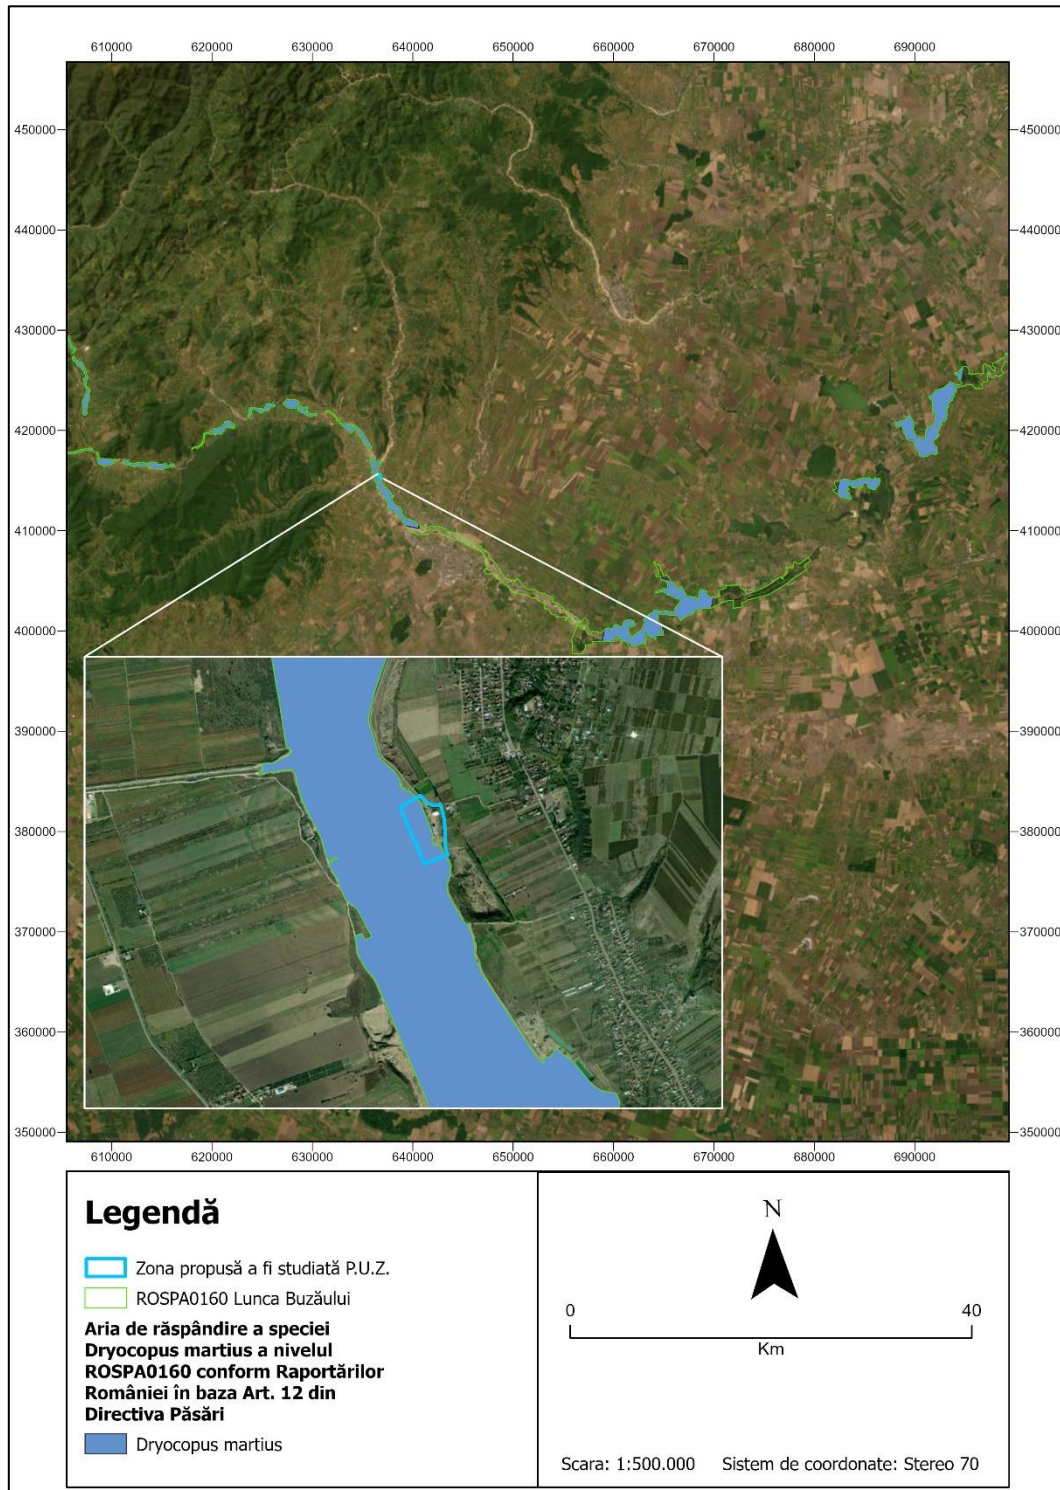 610000 620000 630000 640000 650000 660000 670000 680000 690000
450000 450000
440000 440000
430000 430000
420000 420000
410000 410000
400000 400000
390000 390000
380000 380000
370000 370000
360000 360000
350000 350000
610000 620000 630000 640000 650000 660000 670000 680000 690000
Legendă
Zona propusă a fi studiată P.U.Z.
ROSPA0160 Lunca Buzăului
Aria de răspândire a speciei
Dryocopus martius a nivelul
ROSPA0160 conform Raportărilor
României în baza Art. 12 din
Directiva Păsări
Dryocopus martius
N
0 40
Km
Scara: 1:500.000 Sistem de coordonate: Stereo 70